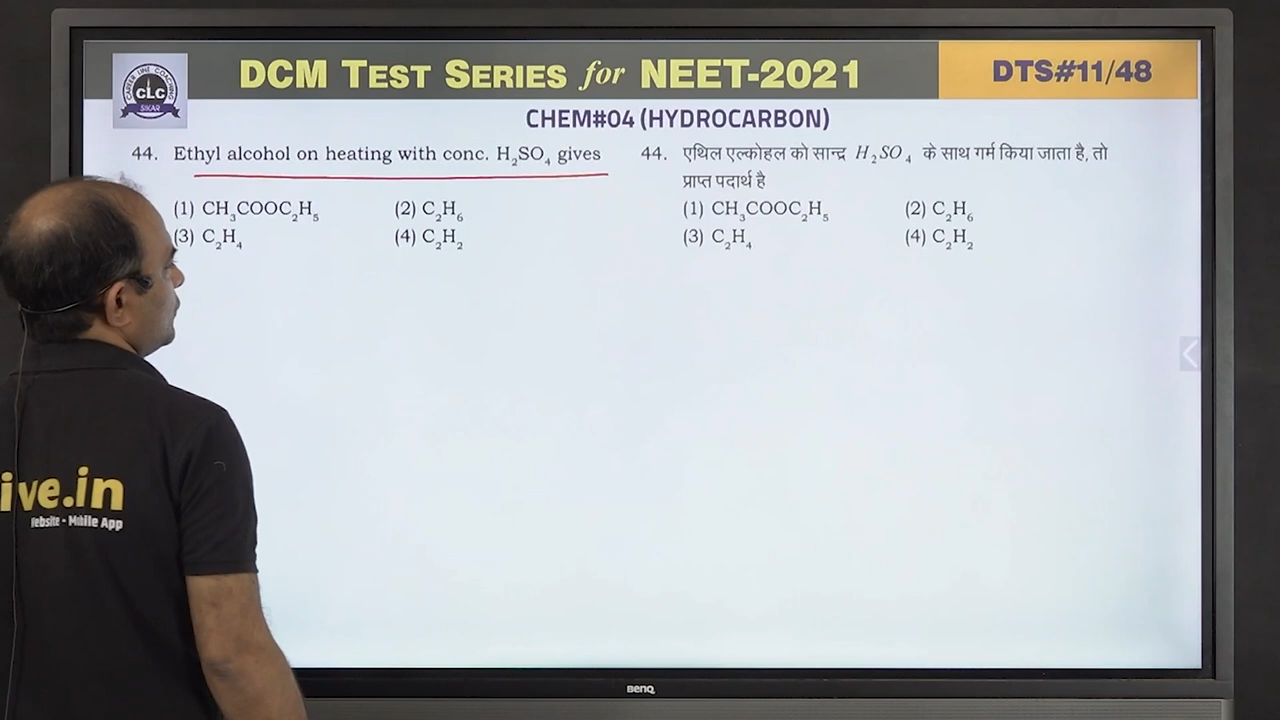 DCM TEST SERIES for NEET-2021
DTS#11/48
CLC
SIKAR
CHEM#04 (HYDROCARBON)
44. Ethyl alcohol on heating with conc. H₂SO₄ gives
(1) CH₃COOC₂H₅ (2) C₂H₆
(3) C₂H₄ (4) C₂H₂
44. एथिल एल्कोहल को सान्द्र H₂SO₄ के साथ गर्म किया जाता है, तो
प्राप्त पदार्थ है
(1) CH₃COOC₂H₅ (2) C₂H₆
(3) C₂H₄ (4) C₂H₂
ive.in
Website - Mobile App
BenQ